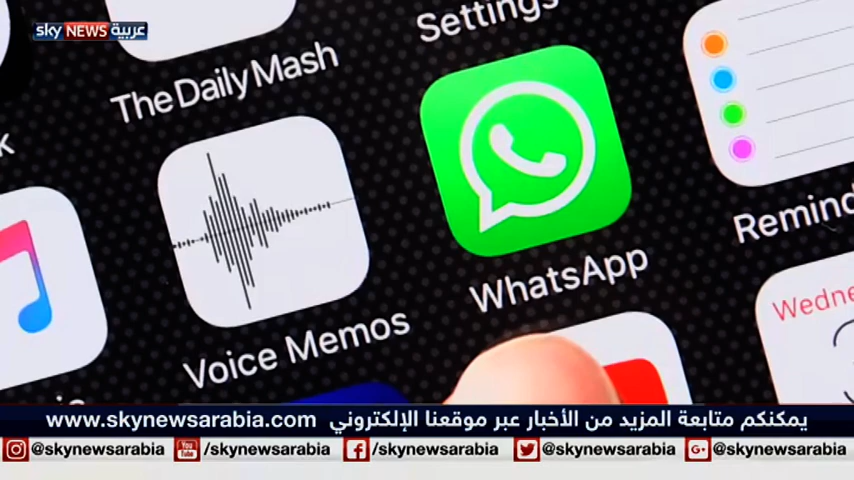 sky NEWS عربية
Settings
The Daily Mash
WhatsApp
Voice Memos
Wedne
يمكنكم متابعة المزيد من الأخبار عبر موقعنا الإلكتروني www.skynewsarabia.com
@skynewsarabia /skynewsarabia /skynewsarabia @skynewsarabia @skynewsarabia